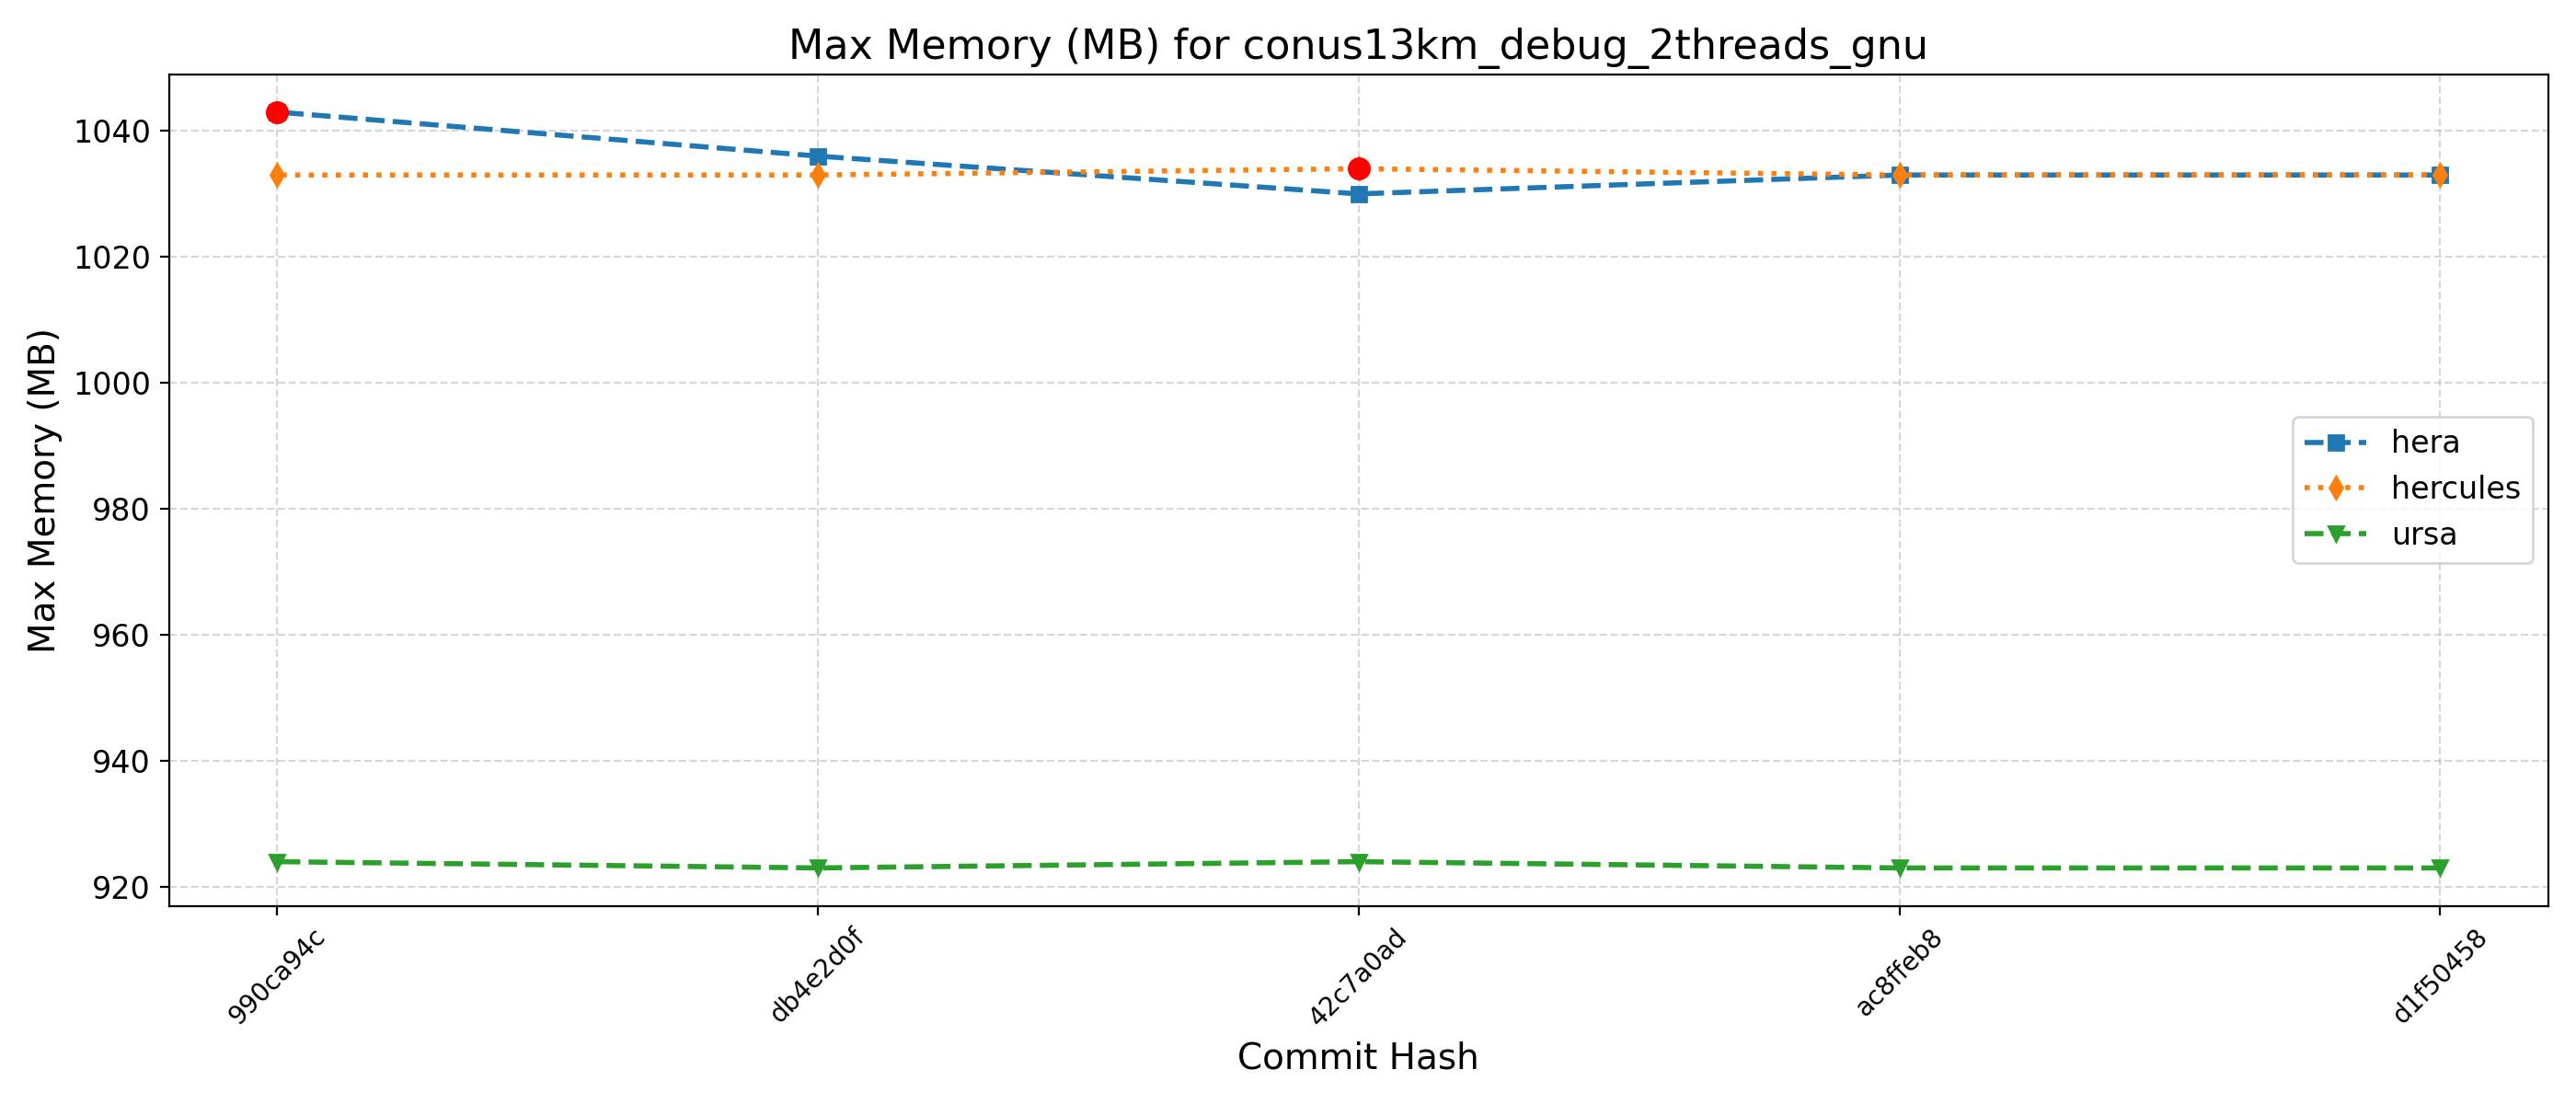 Max Memory (MB) for conus13km_debug_2threads_gnu
Max Memory (MB)
1040
1020
1000
980
960
940
920
hera
hercules
ursa
990ca94c
db4e2d0f
42c7a0ad
ac8ffeb8
d1f50458
Commit Hash